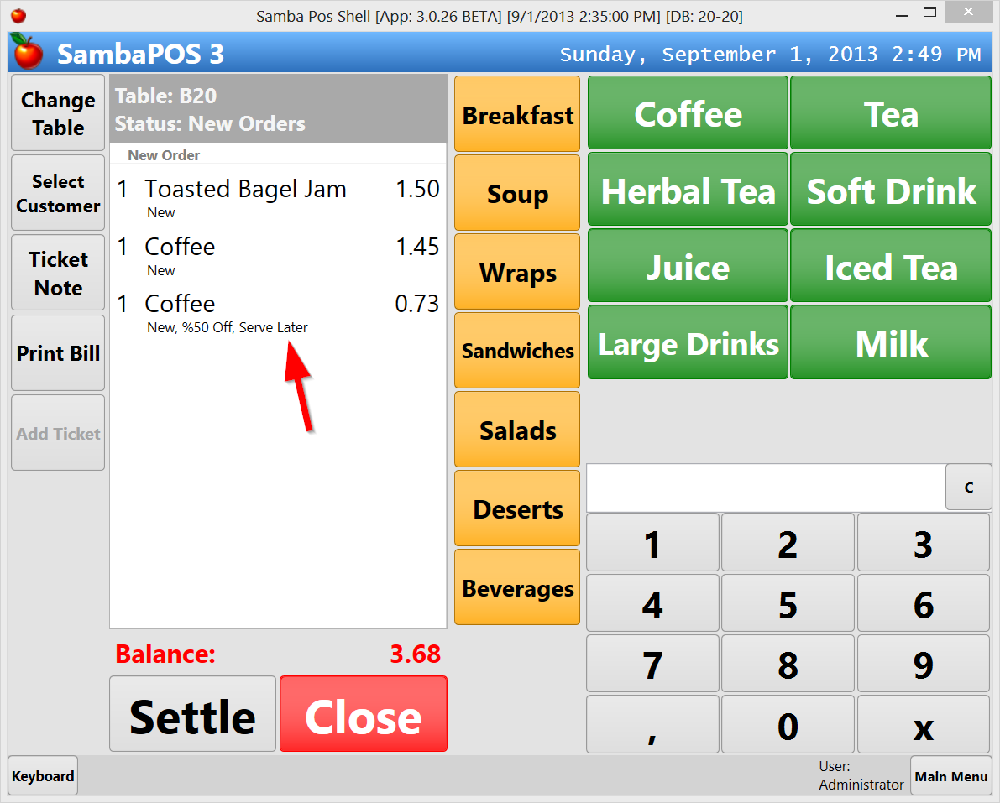 Samba Pos Shell [App: 3.0.26 BETA] [9/1/2013 2:35:00 PM] [DB: 20-20]
SambaPOS 3
Sunday, September 1, 2013 2:49 PM
Change
Table
Select
Customer
Ticket
Note
Print Bill
Add Ticket
Table: B20
Status: New Orders
New Order
1 Toasted Bagel Jam 1.50
New
1 Coffee 1.45
New
1 Coffee 0.73
New, %50 Off, Serve Later
Balance: 3.68
Settle
Close
Breakfast
Soup
Wraps
Sandwiches
Salads
Deserts
Beverages
Coffee Tea
Herbal Tea Soft Drink
Juice Iced Tea
Large Drinks Milk
C
1 2 3
4 5 6
7 8 9
, 0 x
Keyboard
User:
Administrator
Main Menu